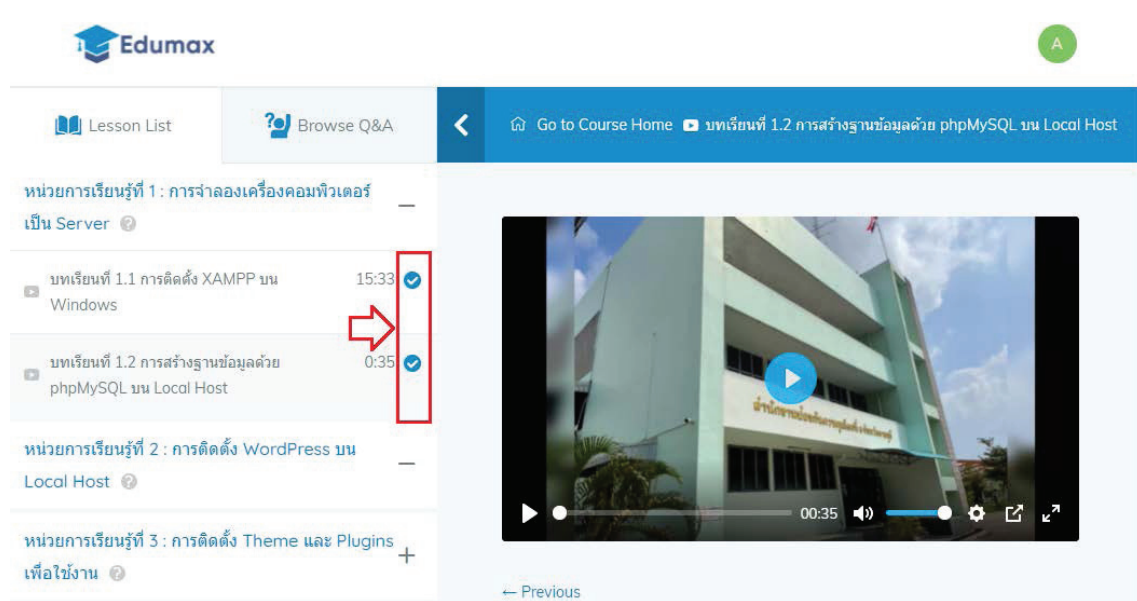 Edumax
A
Lesson List
Browse Q&A
Go to Course Home
บทเรียนที่ 1.2 การสร้างฐานข้อมูลด้วย phpMySQL บน Local Host
หน่วยการเรียนรู้ที่ 1 : การจำลองเครื่องคอมพิวเตอร์
เป็น Server
บทเรียนที่ 1.1 การติดตั้ง XAMPP บน 15:33
Windows
บทเรียนที่ 1.2 การสร้างฐานข้อมูลด้วย 0:35
phpMySQL บน Local Host
หน่วยการเรียนรู้ที่ 2 : การติดตั้ง WordPress บน
Local Host
หน่วยการเรียนรู้ที่ 3 : การติดตั้ง Theme และ Plugins
เพื่อใช้งาน
00:35
← Previous